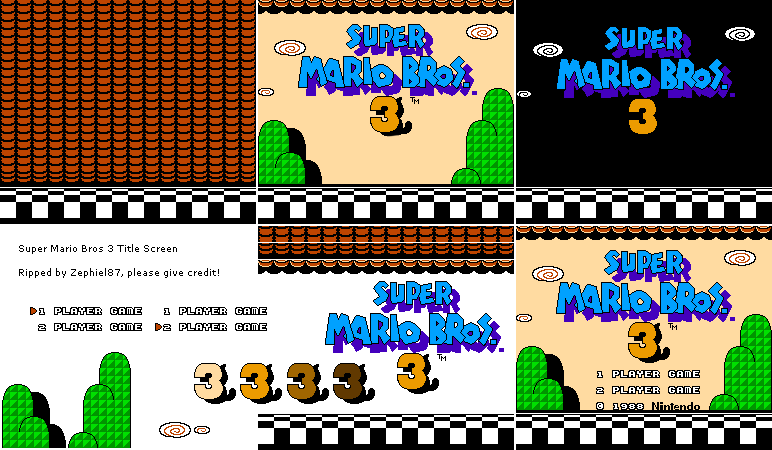 SUPER
MARIO BROS.
3
TM
SUPER
MARIO BROS.
3
Super Mario Bros 3 Title Screen
Ripped by Zephiel87, please give credit!
1 PLAYER GAME
2 PLAYER GAME
1 PLAYER GAME
2 PLAYER GAME
3 3 3 3
SUPER
MARIO BROS.
3
TM
SUPER
MARIO BROS.
3
TM
1 PLAYER GAME
2 PLAYER GAME
© 1988 Nintendo